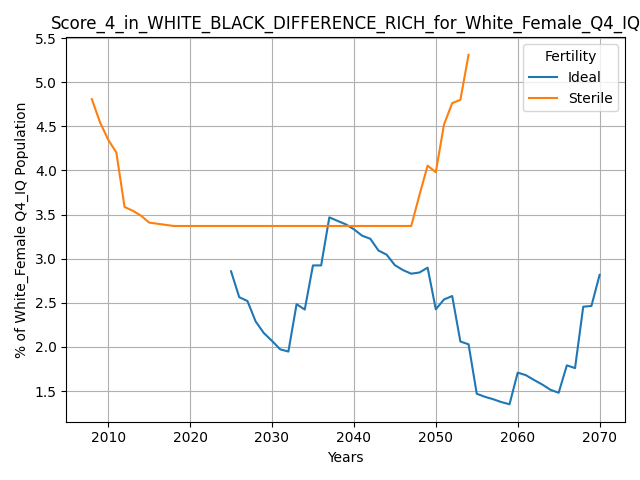 Score_4_in_WHITE_BLACK_DIFFERENCE_RICH_for_White_Female_Q4_IQ
5.5
5.0
4.5
4.0
3.5
3.0
2.5
2.0
1.5
% of White_Female Q4_IQ Population
Fertility
Ideal
Sterile
2010 2020 2030 2040 2050 2060 2070
Years